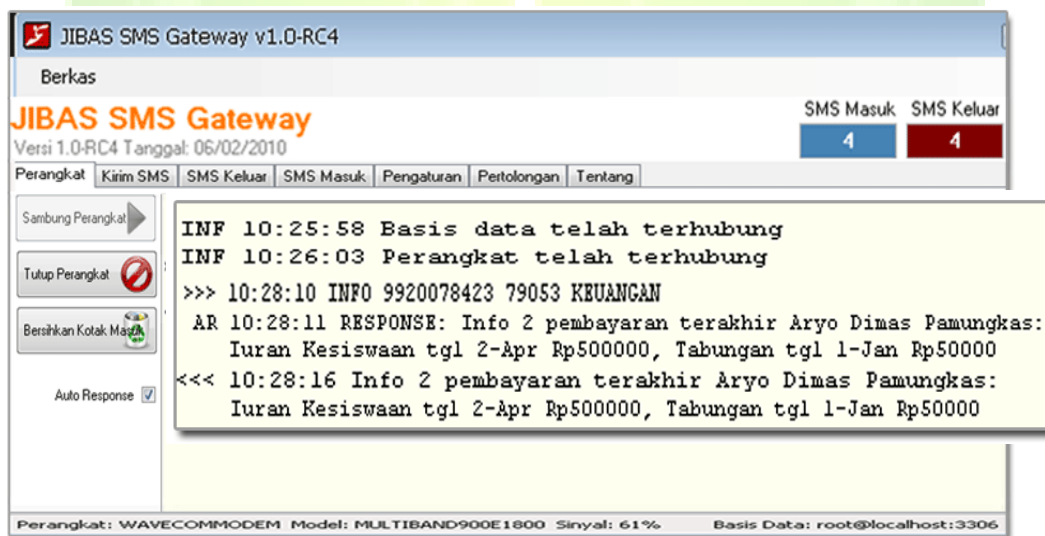 JIBAS SMS Gateway v1.0-RC4
Berkas
JIBAS SMS Gateway
Versi 1.0-RC4 Tanggal: 06/02/2010
SMS Masuk SMS Keluar
4 4
Perangkat Kirim SMS SMS Keluar SMS Masuk Pengaturan Pertolongan Tentang
Sambung Perangkat
Tutup Perangkat
Bersihkan Kotak Masuk
Auto Response
INF 10:25:58 Basis data telah terhubung
INF 10:26:03 Perangkat telah terhubung
>>> 10:28:10 INFO 9920078423 79053 KEUANGAN
AR 10:28:11 RESPONSE: Info 2 pembayaran terakhir Aryo Dimas Pamungkas:
Iuran Kesiswaan tgl 2-Apr Rp500000, Tabungan tgl 1-Jan Rp50000
<<< 10:28:16 Info 2 pembayaran terakhir Aryo Dimas Pamungkas:
Iuran Kesiswaan tgl 2-Apr Rp500000, Tabungan tgl 1-Jan Rp50000
Perangkat: WAVECOMMODEM Model: MULTIBAND900E1800 Sinyal: 61% Basis Data: root@localhost:3306